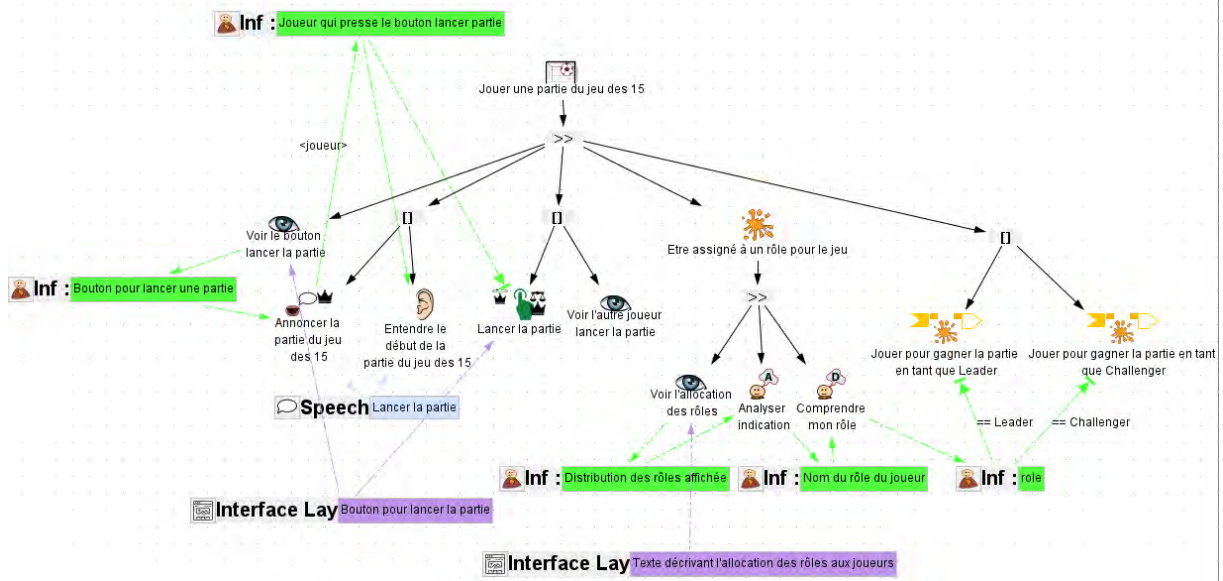 Inf : Joueur qui presse le bouton lancer partie
Jouer une partie du jeu des 15
>>
<joueur>
[]
[]
[]
Voir le bouton
lancer la partie
Etre assigné à un rôle pour le jeu
Inf : Bouton pour lancer une partie
Annoncer la
partie du jeu
des 15
Entendre le
début de la
partie du jeu des 15
Lancer la partie
Voir l'autre joueur
lancer la partie
>>
Jouer pour gagner la partie
en tant que Leader
Jouer pour gagner la partie en tant
que Challenger
A
D
Voir l'allocation
des rôles
Analyser
indication
Comprendre
mon rôle
Speech Lancer la partie
== Leader
== Challenger
Inf : Distribution des rôles affichée
Inf : Nom du rôle du joueur
Inf : role
Interface Lay Bouton pour lancer la partie
Interface Lay Texte décrivant l'allocation des rôles aux joueurs